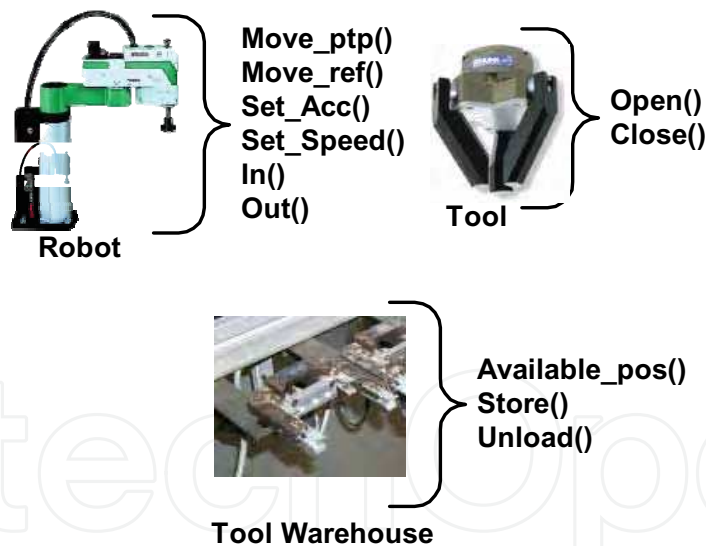 Move_ptp()
Move_ref()
Set_Acc()
Set_Speed()
In()
Out()
Robot
Open()
Close()
Tool
Available_pos()
Store()
Unload()
Tool Warehouse